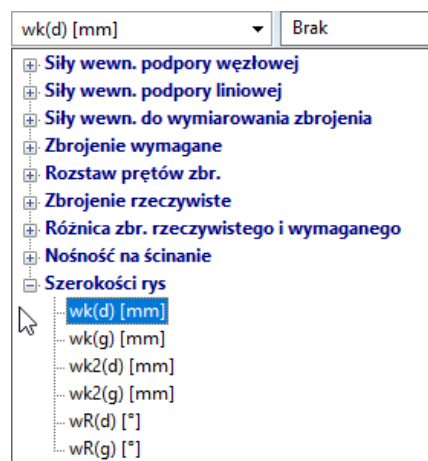 wk(d) [mm] Brak
Siły wewn. podpory węzłowej
Siły wewn. podpory liniowej
Siły wewn. do wymiarowania zbrojenia
Zbrojenie wymagane
Rozstaw prętów zbr.
Zbrojenie rzeczywiste
Różnica zbr. rzeczywistego i wymaganego
Nośność na ścinanie
Szerokości rys
wk(d) [mm]
wk(g) [mm]
wk2(d) [mm]
wk2(g) [mm]
wR(d) [°]
wR(g) [°]